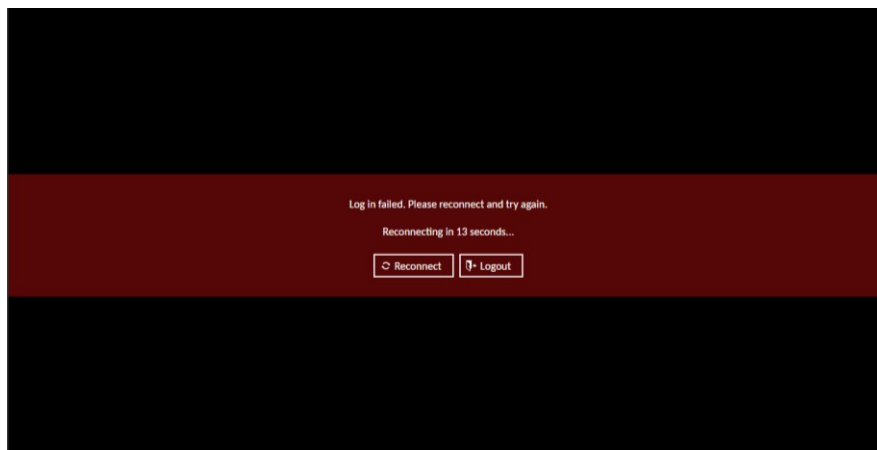 Log in failed. Please reconnect and try again.
Reconnecting in 13 seconds...
Reconnect Logout